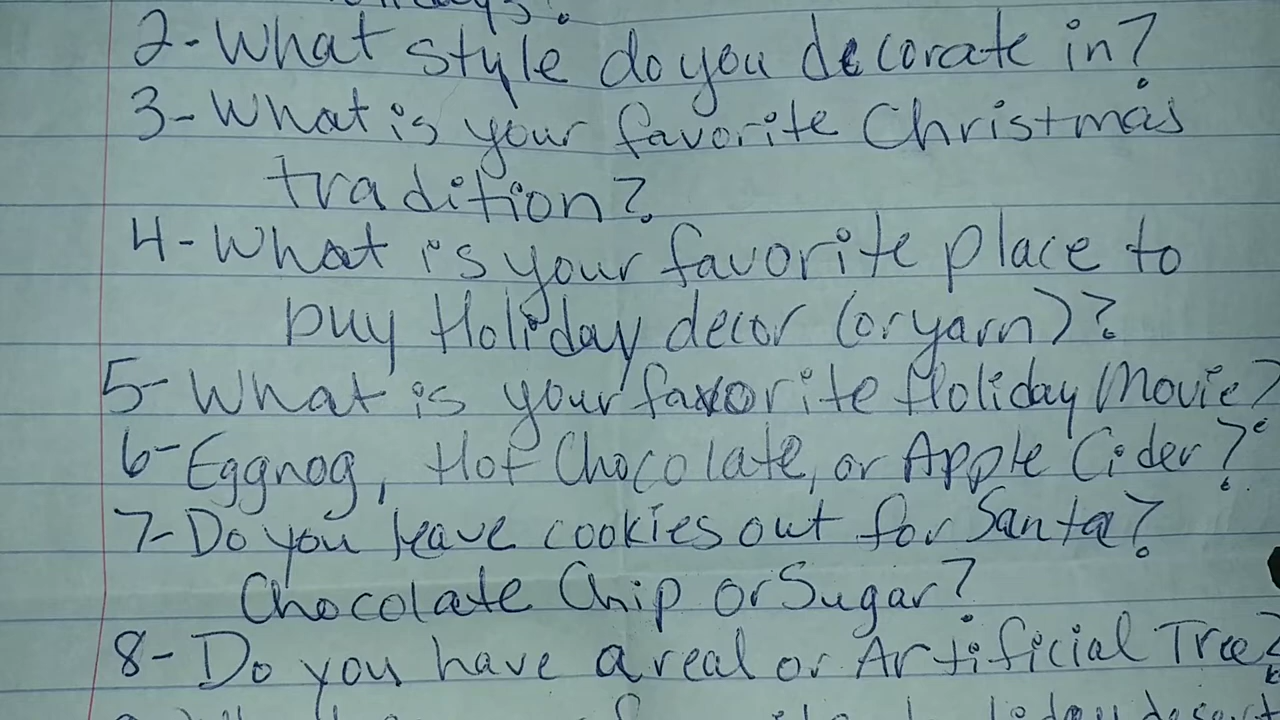 2-What style do you decorate in?
3-What is your favorite Christmas
tradition?
4-What is your favorite place to
buy Holiday decor (or yarn)?
5-What is your favorite Holiday Movie?
6-Eggnog, Hot Chocolate, or Apple Cider?
7-Do you leave cookies out for Santa?
Chocolate Chip or Sugar?
8-Do you have a real or Artificial Tree?